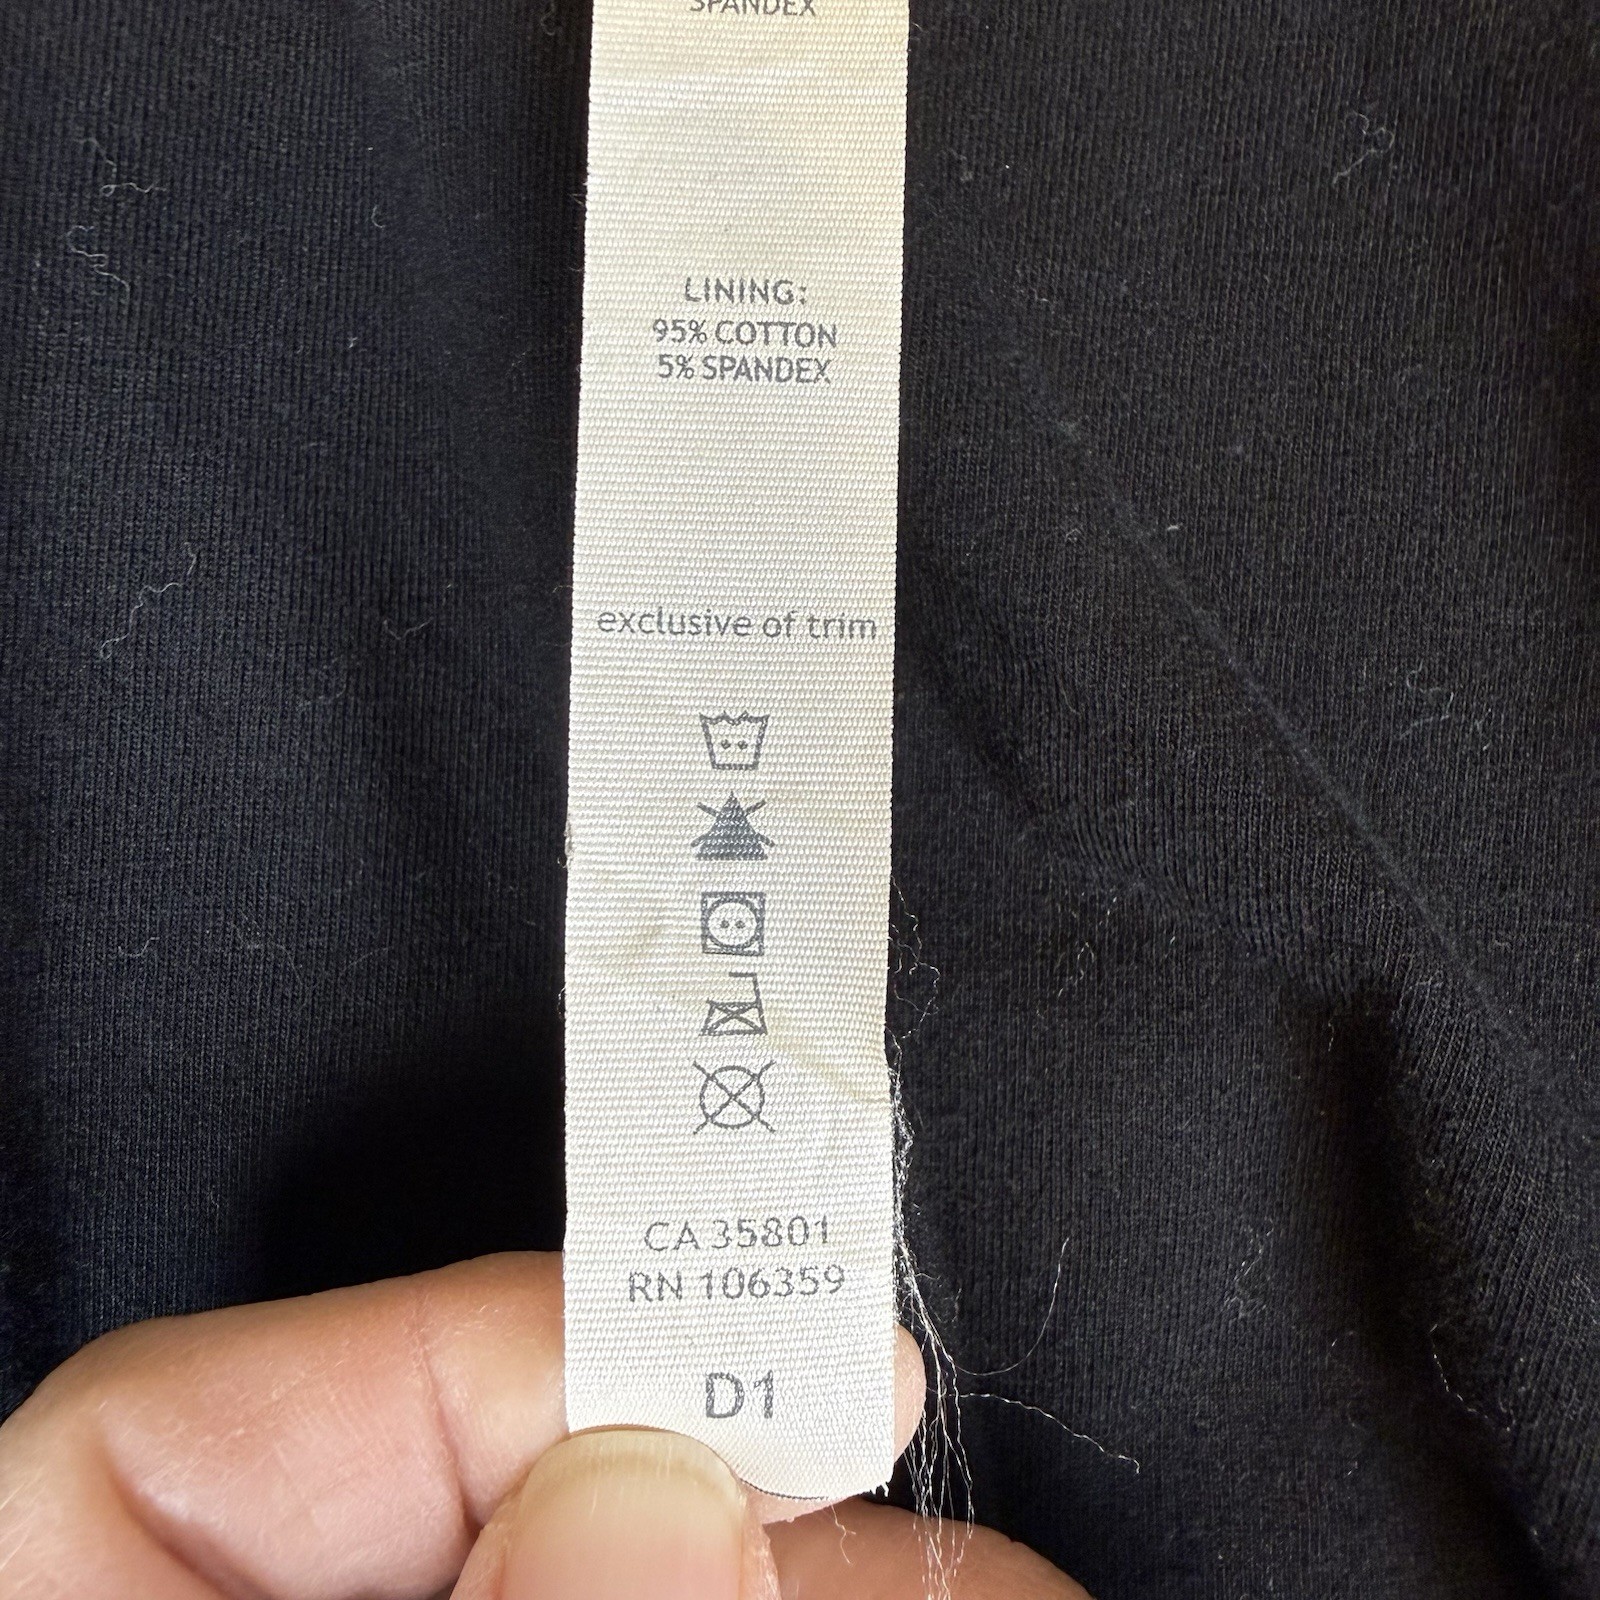 SPANDEX
LINING:
95% COTTON
5% SPANDEX
exclusive of trim
CA 35801
RN 106359
D1